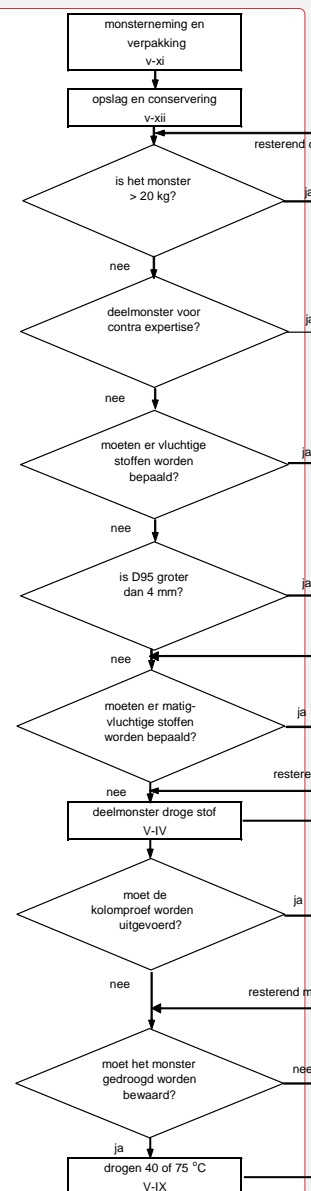 monsterneming en
verpakking
v-xi
opslag en conservering
v-xii
resterend
is het monster
> 20 kg?
ja
nee
deelmonster voor
contra expertise?
ja
nee
moeten er vluchtige
stoffen worden
bepaald?
ja
nee
is D95 groter
dan 4 mm?
ja
nee
moeten er matig-
vluchtige stoffen
worden bepaald?
ja
nee
deelmonster droge stof
V-IV
moet de
kolomproef worden
uitgevoerd?
ja
nee
resterend m
moet het monster
gedroogd worden
bewaard?
nee
ja
drogen 40 of 75 °C
V-IX